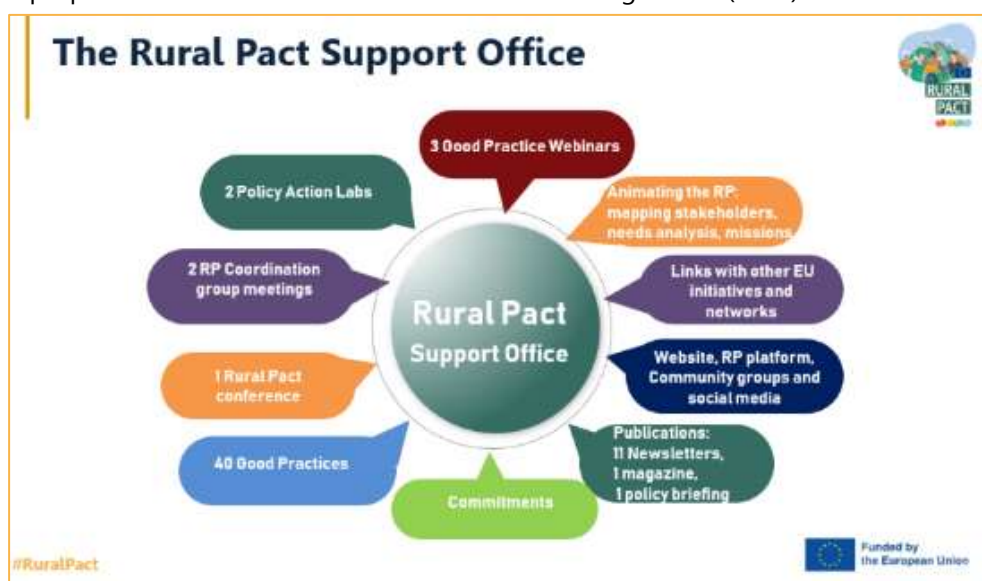 The Rural Pact Support Office
RURAL
PACT
3 Good Practice Webinars
2 Policy Action Labs
Animating the RP:
mapping stakeholders,
needs analysis, missions
2 RP Coordination
group meetings
Links with other EU
initiatives and
networks
Rural Pact
Support Office
1 Rural Pact
conference
Website, RP platform,
Community groups and
social media
40 Good Practices
Publications:
11 Newsletters,
1 magazine,
1 policy briefing
Commitments
#RuralPact
Funded by
the European Union